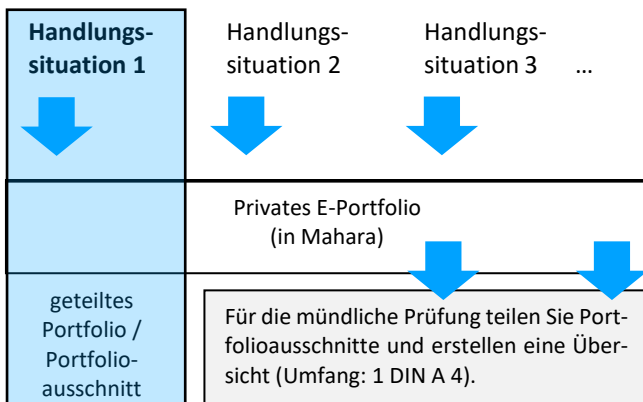 Handlungs-
situation 1
Handlungs-
situation 2
Handlungs-
situation 3 …
Privates E-Portfolio
(in Mahara)
geteiltes
Portfolio /
Portfolio-
ausschnitt
Für die mündliche Prüfung teilen Sie Port-
folioausschnitte und erstellen eine Über-
sicht (Umfang: 1 DIN A 4).